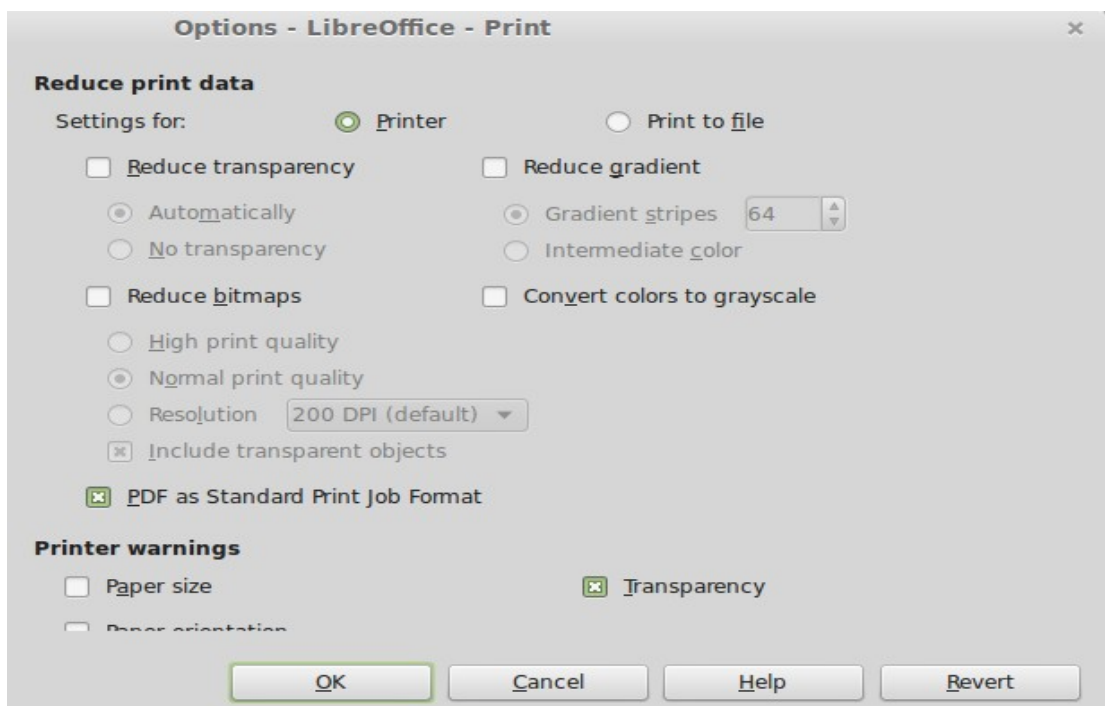 Options - LibreOffice - Print
Reduce print data
Settings for: Printer Print to file
Reduce transparency Reduce gradient
Automatically Gradient stripes 64
No transparency Intermediate color
Reduce bitmaps Convert colors to grayscale
High print quality
Normal print quality
Resolution 200 DPI (default)
Include transparent objects
PDF as Standard Print Job Format
Printer warnings
Paper size Transparency
Paper orientation
OK Cancel Help Revert